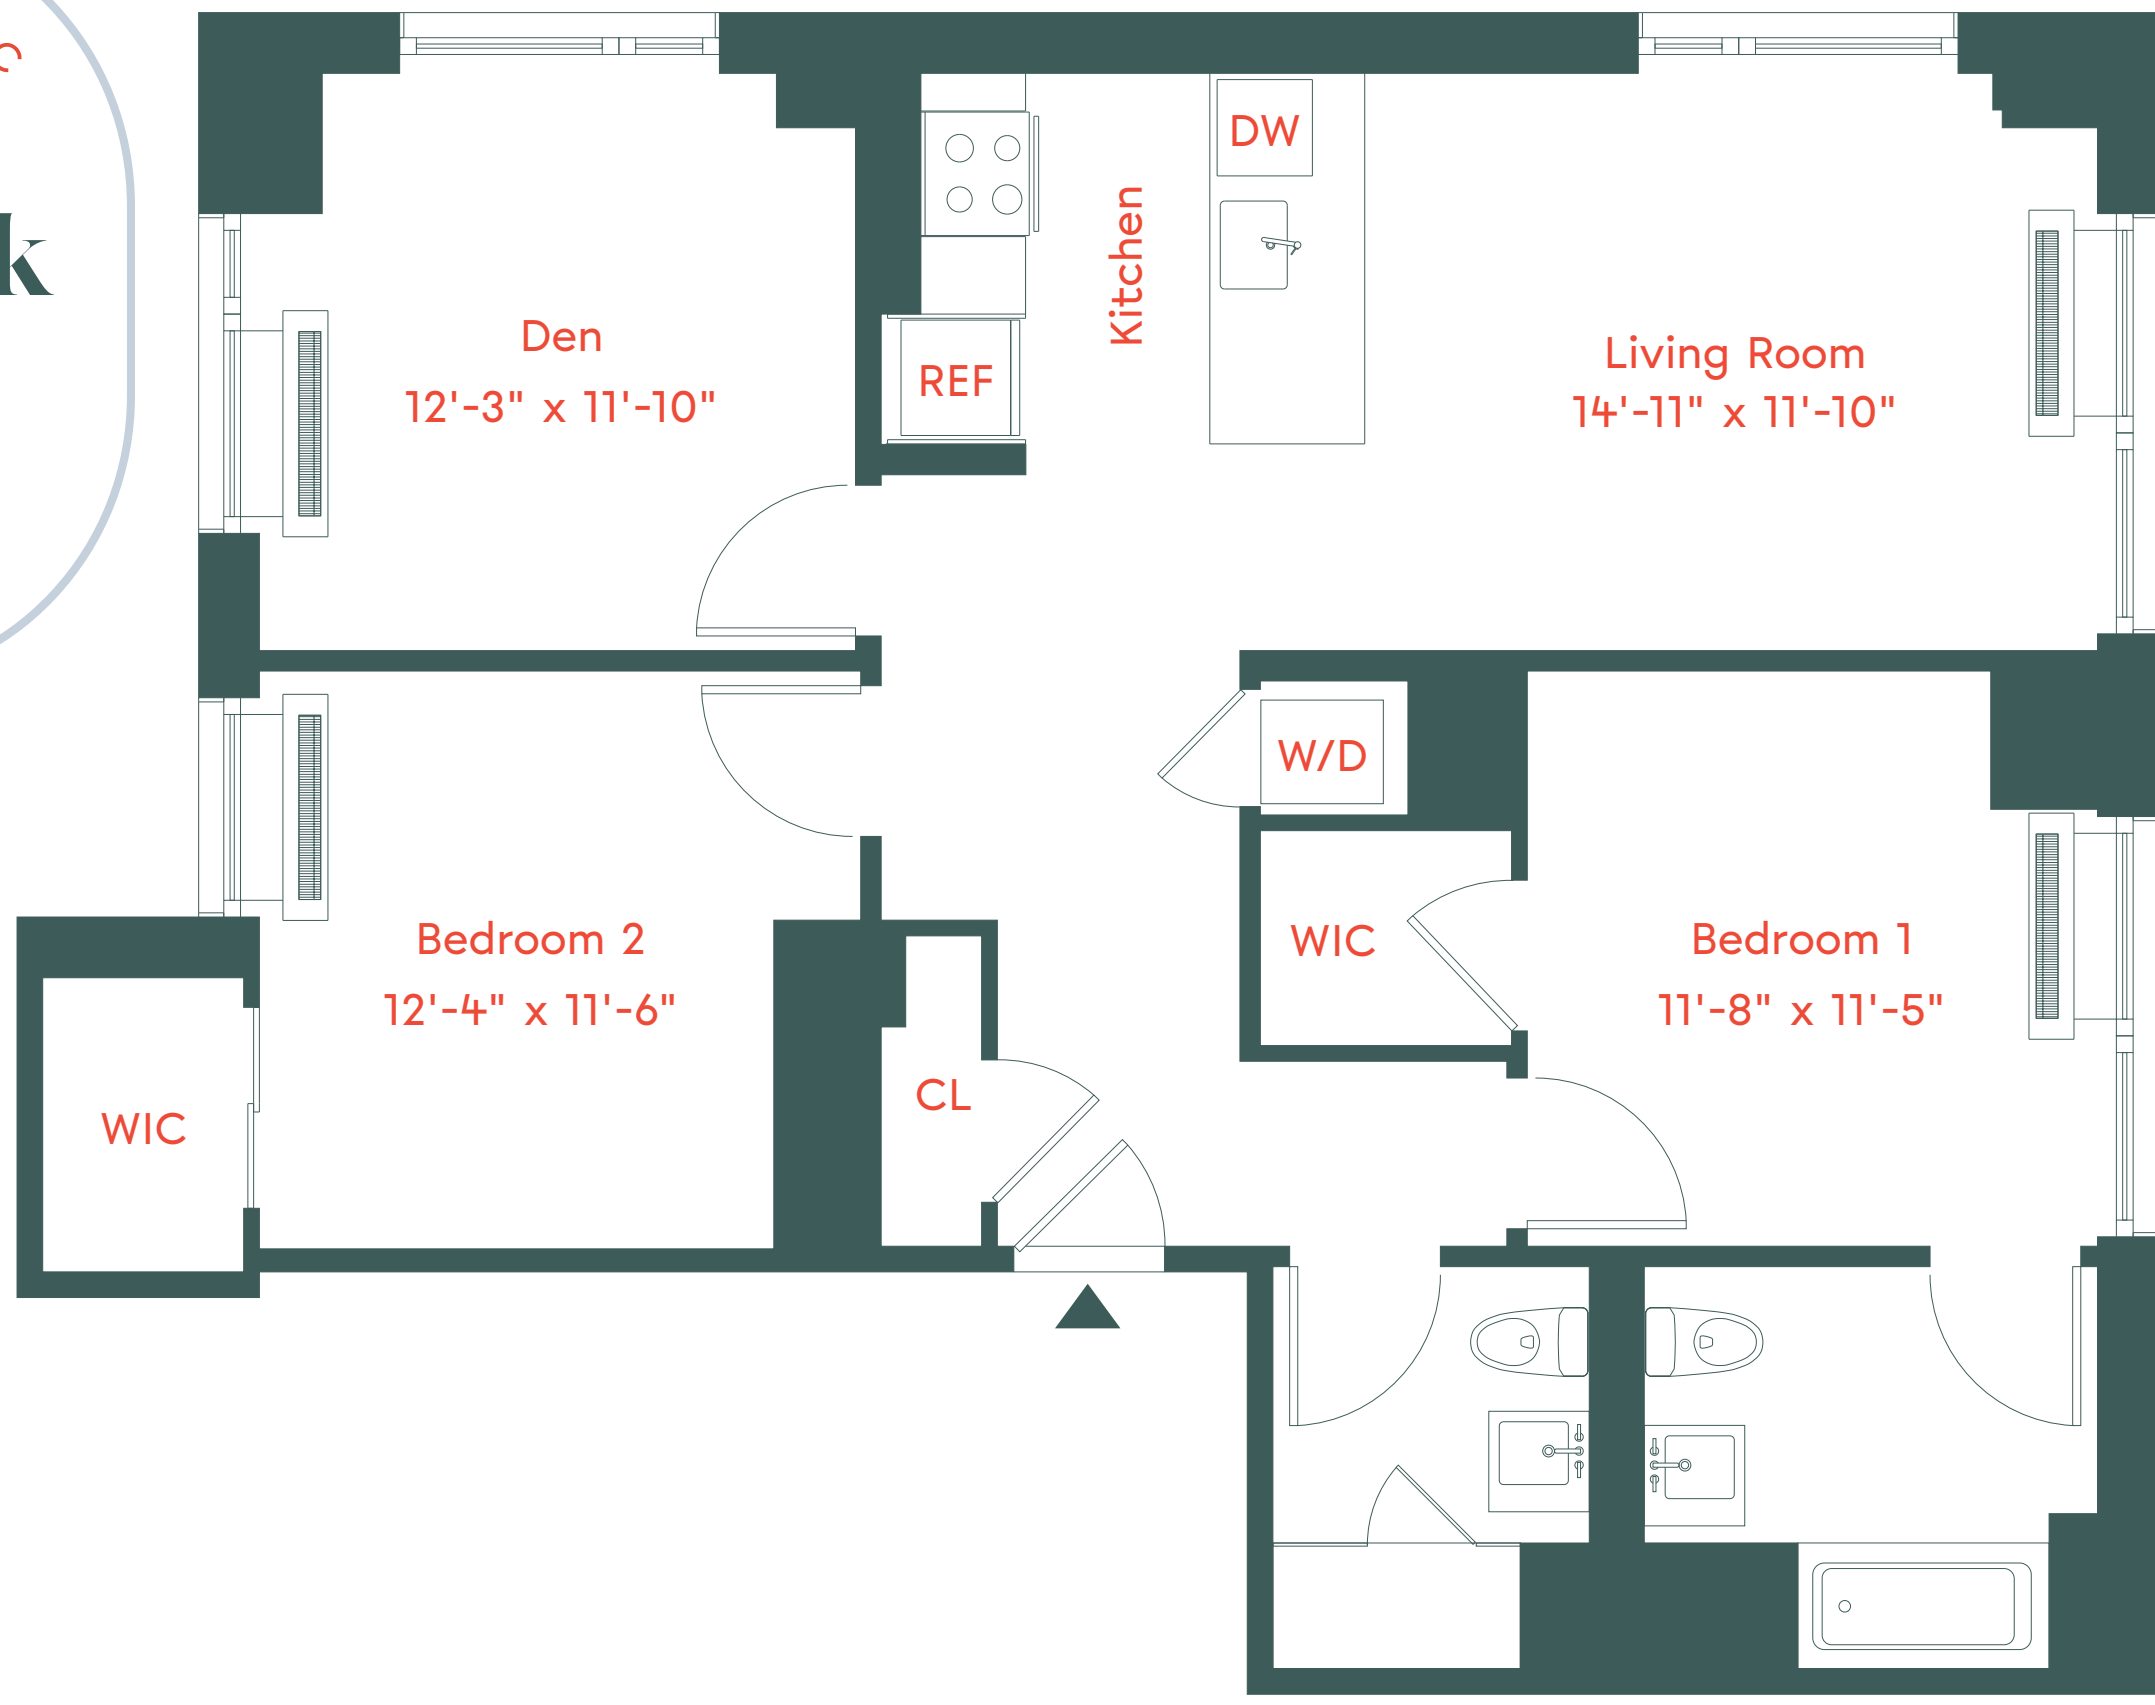 DW
Kitchen
Den
12'-3" x 11'-10"
REF
Living Room
14'-11" x 11'-10"
W/D
WIC
Bedroom 2
12'-4" x 11'-6"
Bedroom 1
11'-8" x 11'-5"
CL
WIC
k